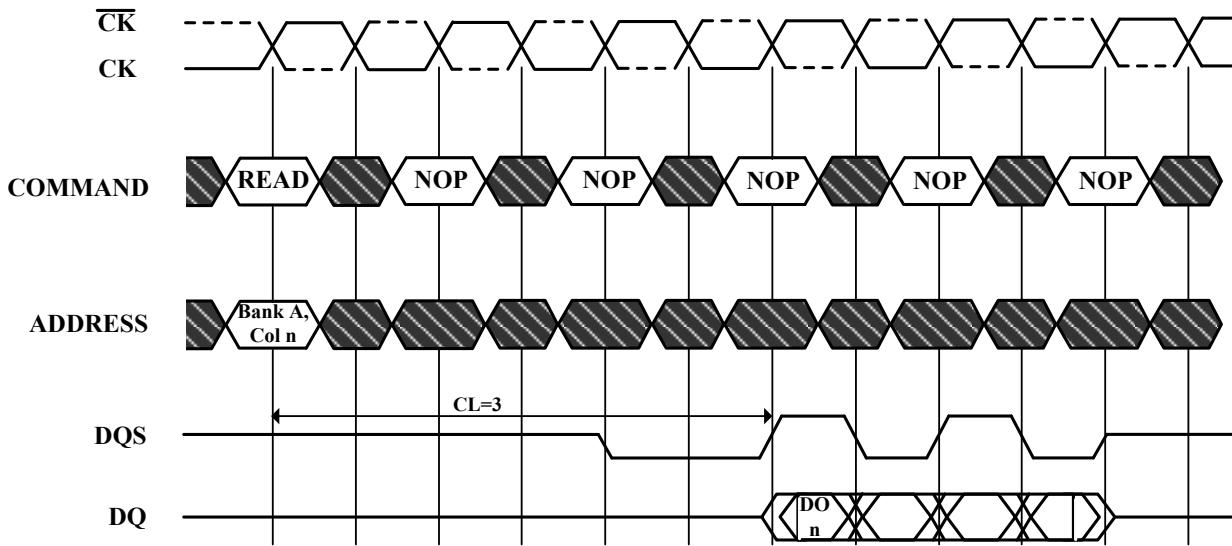 CK
CK
COMMAND
READ NOP NOP NOP NOP NOP
ADDRESS
Bank A,
Col n
CL=3
DQS
DQ
DO
n